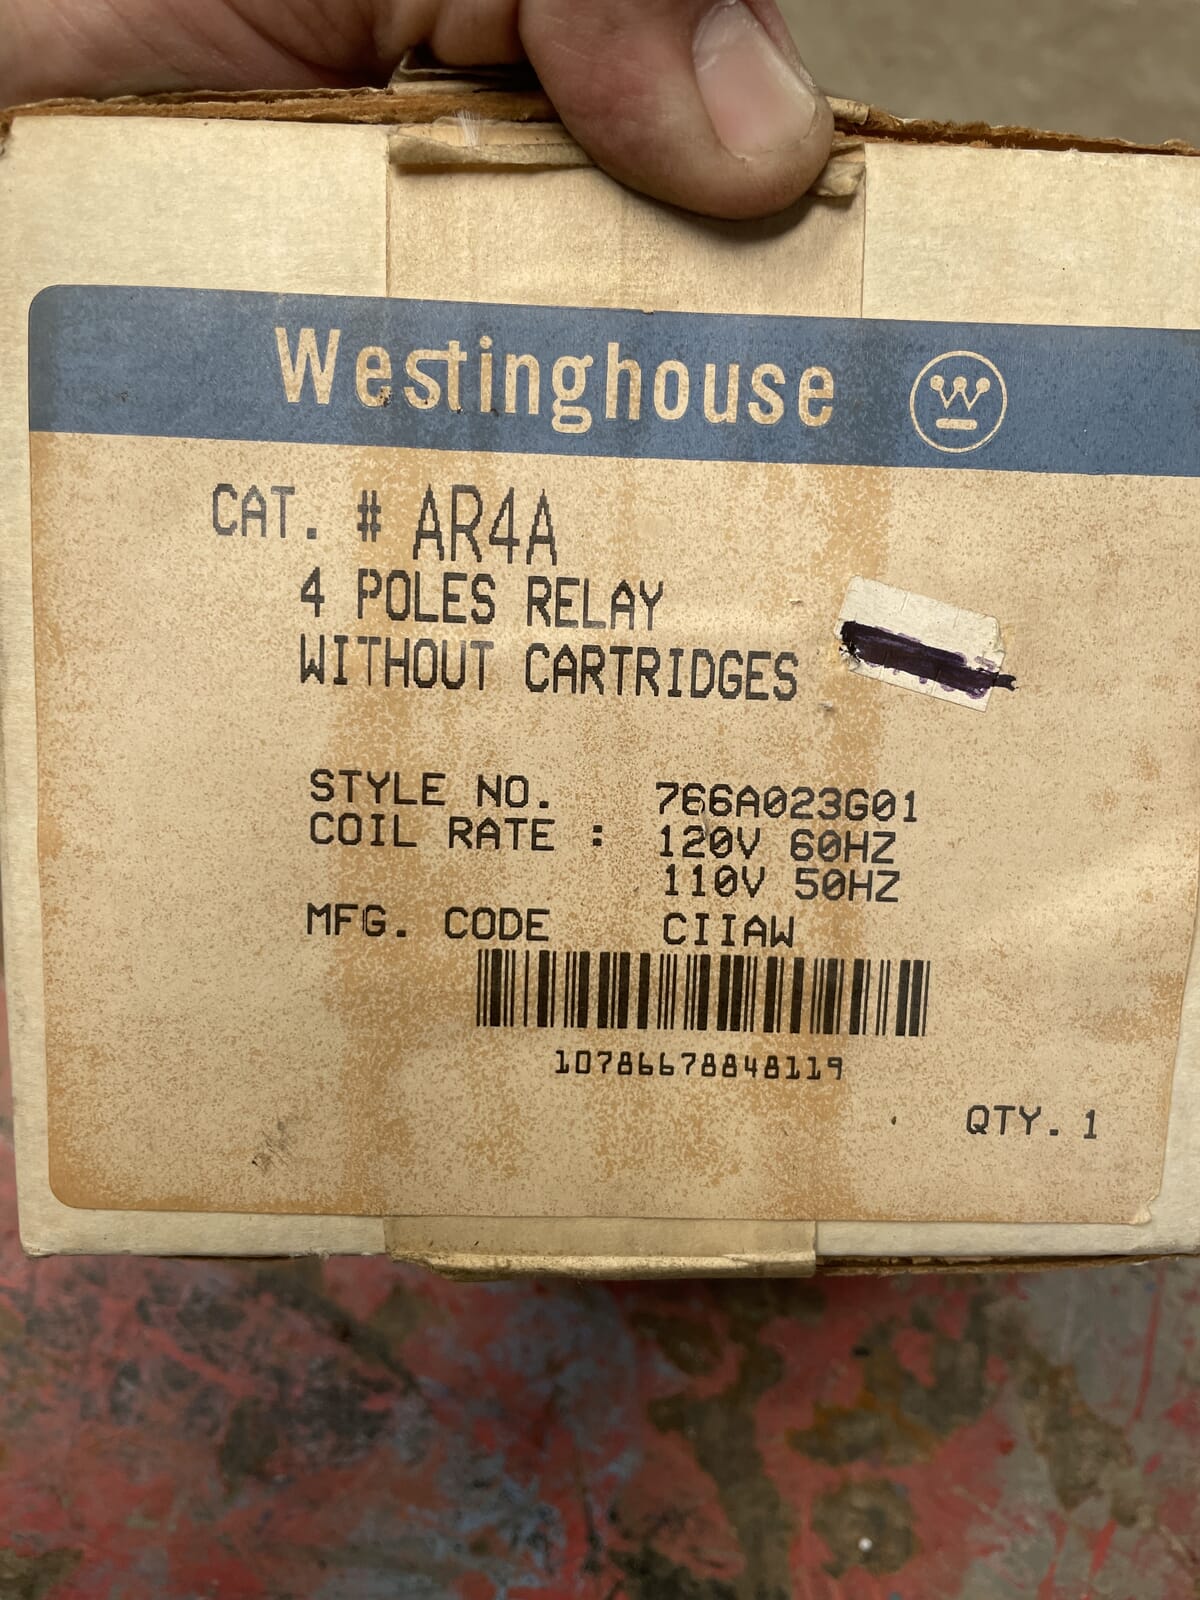 Westinghouse W
CAT. # AR4A
4 POLES RELAY
WITHOUT CARTRIDGES
STYLE NO. 766A023G01
COIL RATE : 120V 60HZ
110V 50HZ
MFG. CODE CIIAW
10786678848119
QTY. 1